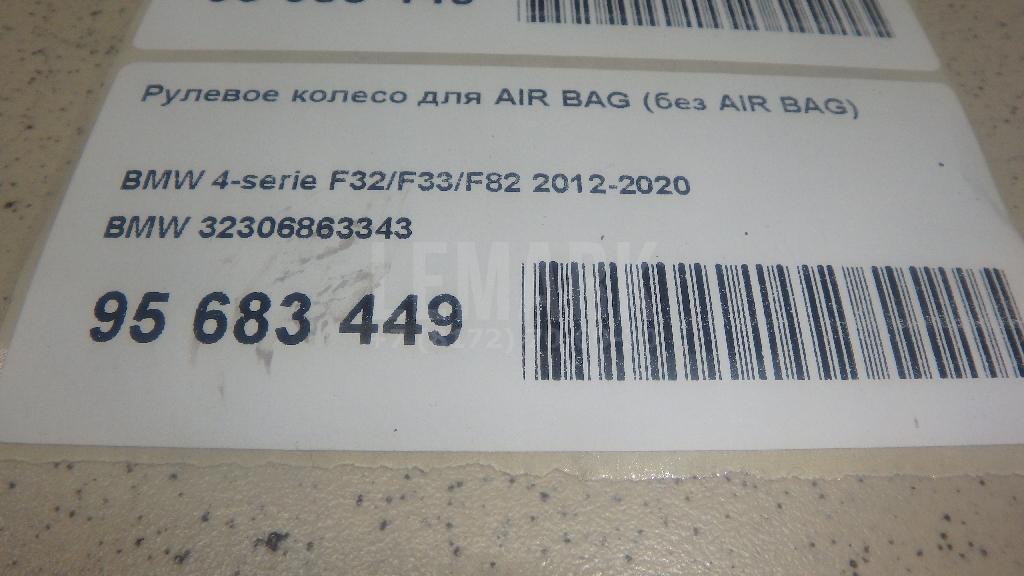 Рулевое колесо для AIR BAG (без AIR BAG)
BMW 4-serie F32/F33/F82 2012-2020
BMW 32306863343
95 683 449
LEMARK